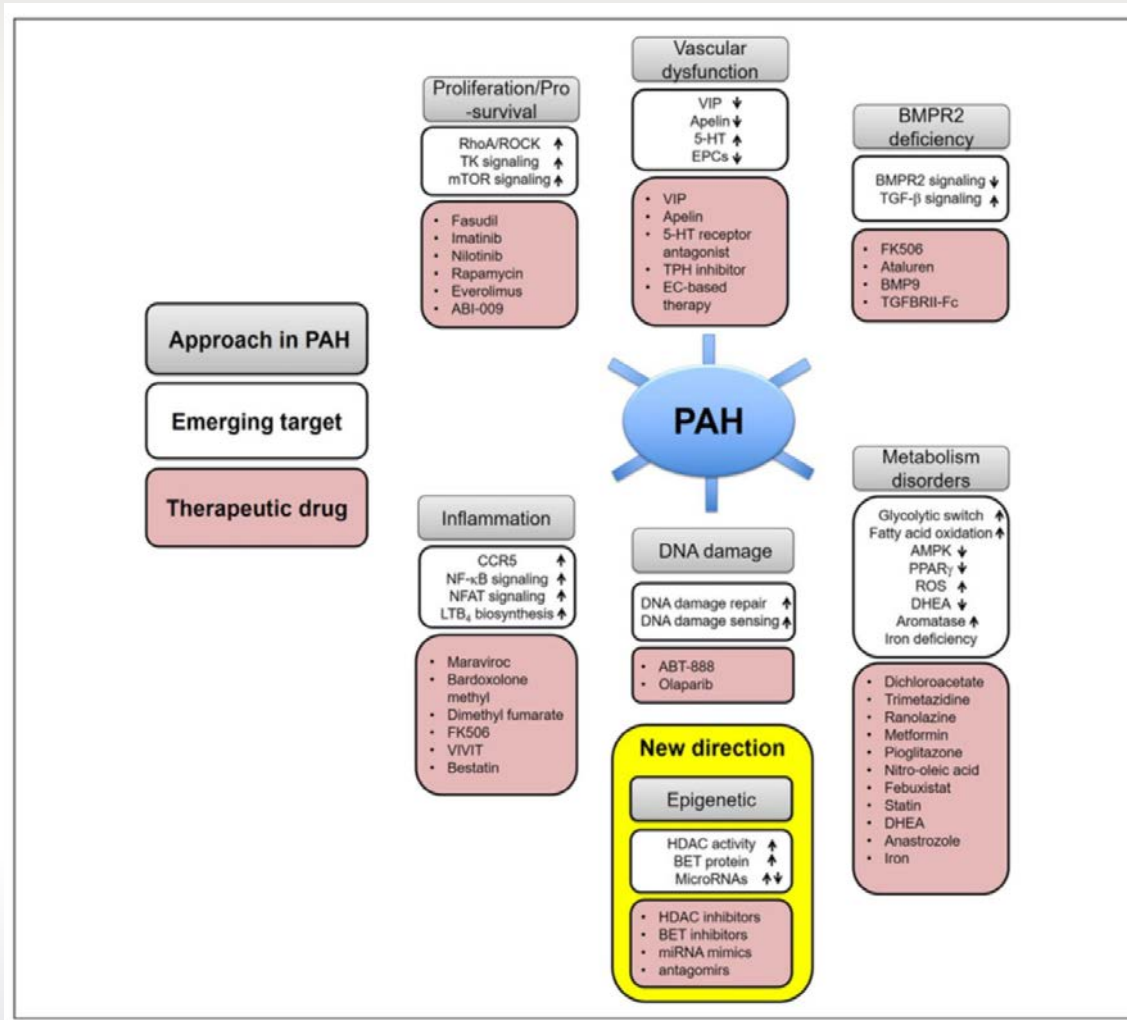 Vascular
dysfunction
VIP ↓
Apelin ↓
5-HT ↑
EPCs ↓
• VIP
• Apelin
• 5-HT receptor
antagonist
• TPH inhibitor
• EC-based
therapy
Proliferation/Pro
-survival
RhoA/ROCK ↑
TK signaling ↑
mTOR signaling ↑
• Fasudil
• Imatinib
• Nilotinib
• Rapamycin
• Everolimus
• ABI-009
BMPR2
deficiency
BMPR2 signaling ↓
TGF-β signaling ↑
• FK506
• Ataluren
• BMP9
• TGFBRII-Fc
Approach in PAH
Emerging target
Therapeutic drug
PAH
Inflammation
CCR5 ↑
NF-κB signaling ↑
NFAT signaling ↑
LTB₄ biosynthesis ↑
• Maraviroc
• Bardoxolone
methyl
• Dimethyl fumarate
• FK506
• VIVIT
• Bestatin
DNA damage
DNA damage repair ↑
DNA damage sensing ↑
• ABT-888
• Olaparib
New direction
Epigenetic
HDAC activity ↑
BET protein ↑
MicroRNAs ↑↓
• HDAC inhibitors
• BET inhibitors
• miRNA mimics
• antagomirs
Metabolism
disorders
Glycolytic switch ↑
Fatty acid oxidation ↑
AMPK ↓
PPARγ ↓
ROS ↑
DHEA ↓
Aromatase ↑
Iron deficiency
• Dichloroacetate
• Trimetazidine
• Ranolazine
• Metformin
• Pioglitazone
• Nitro-oleic acid
• Febuxistat
• Statin
• DHEA
• Anastrozole
• Iron